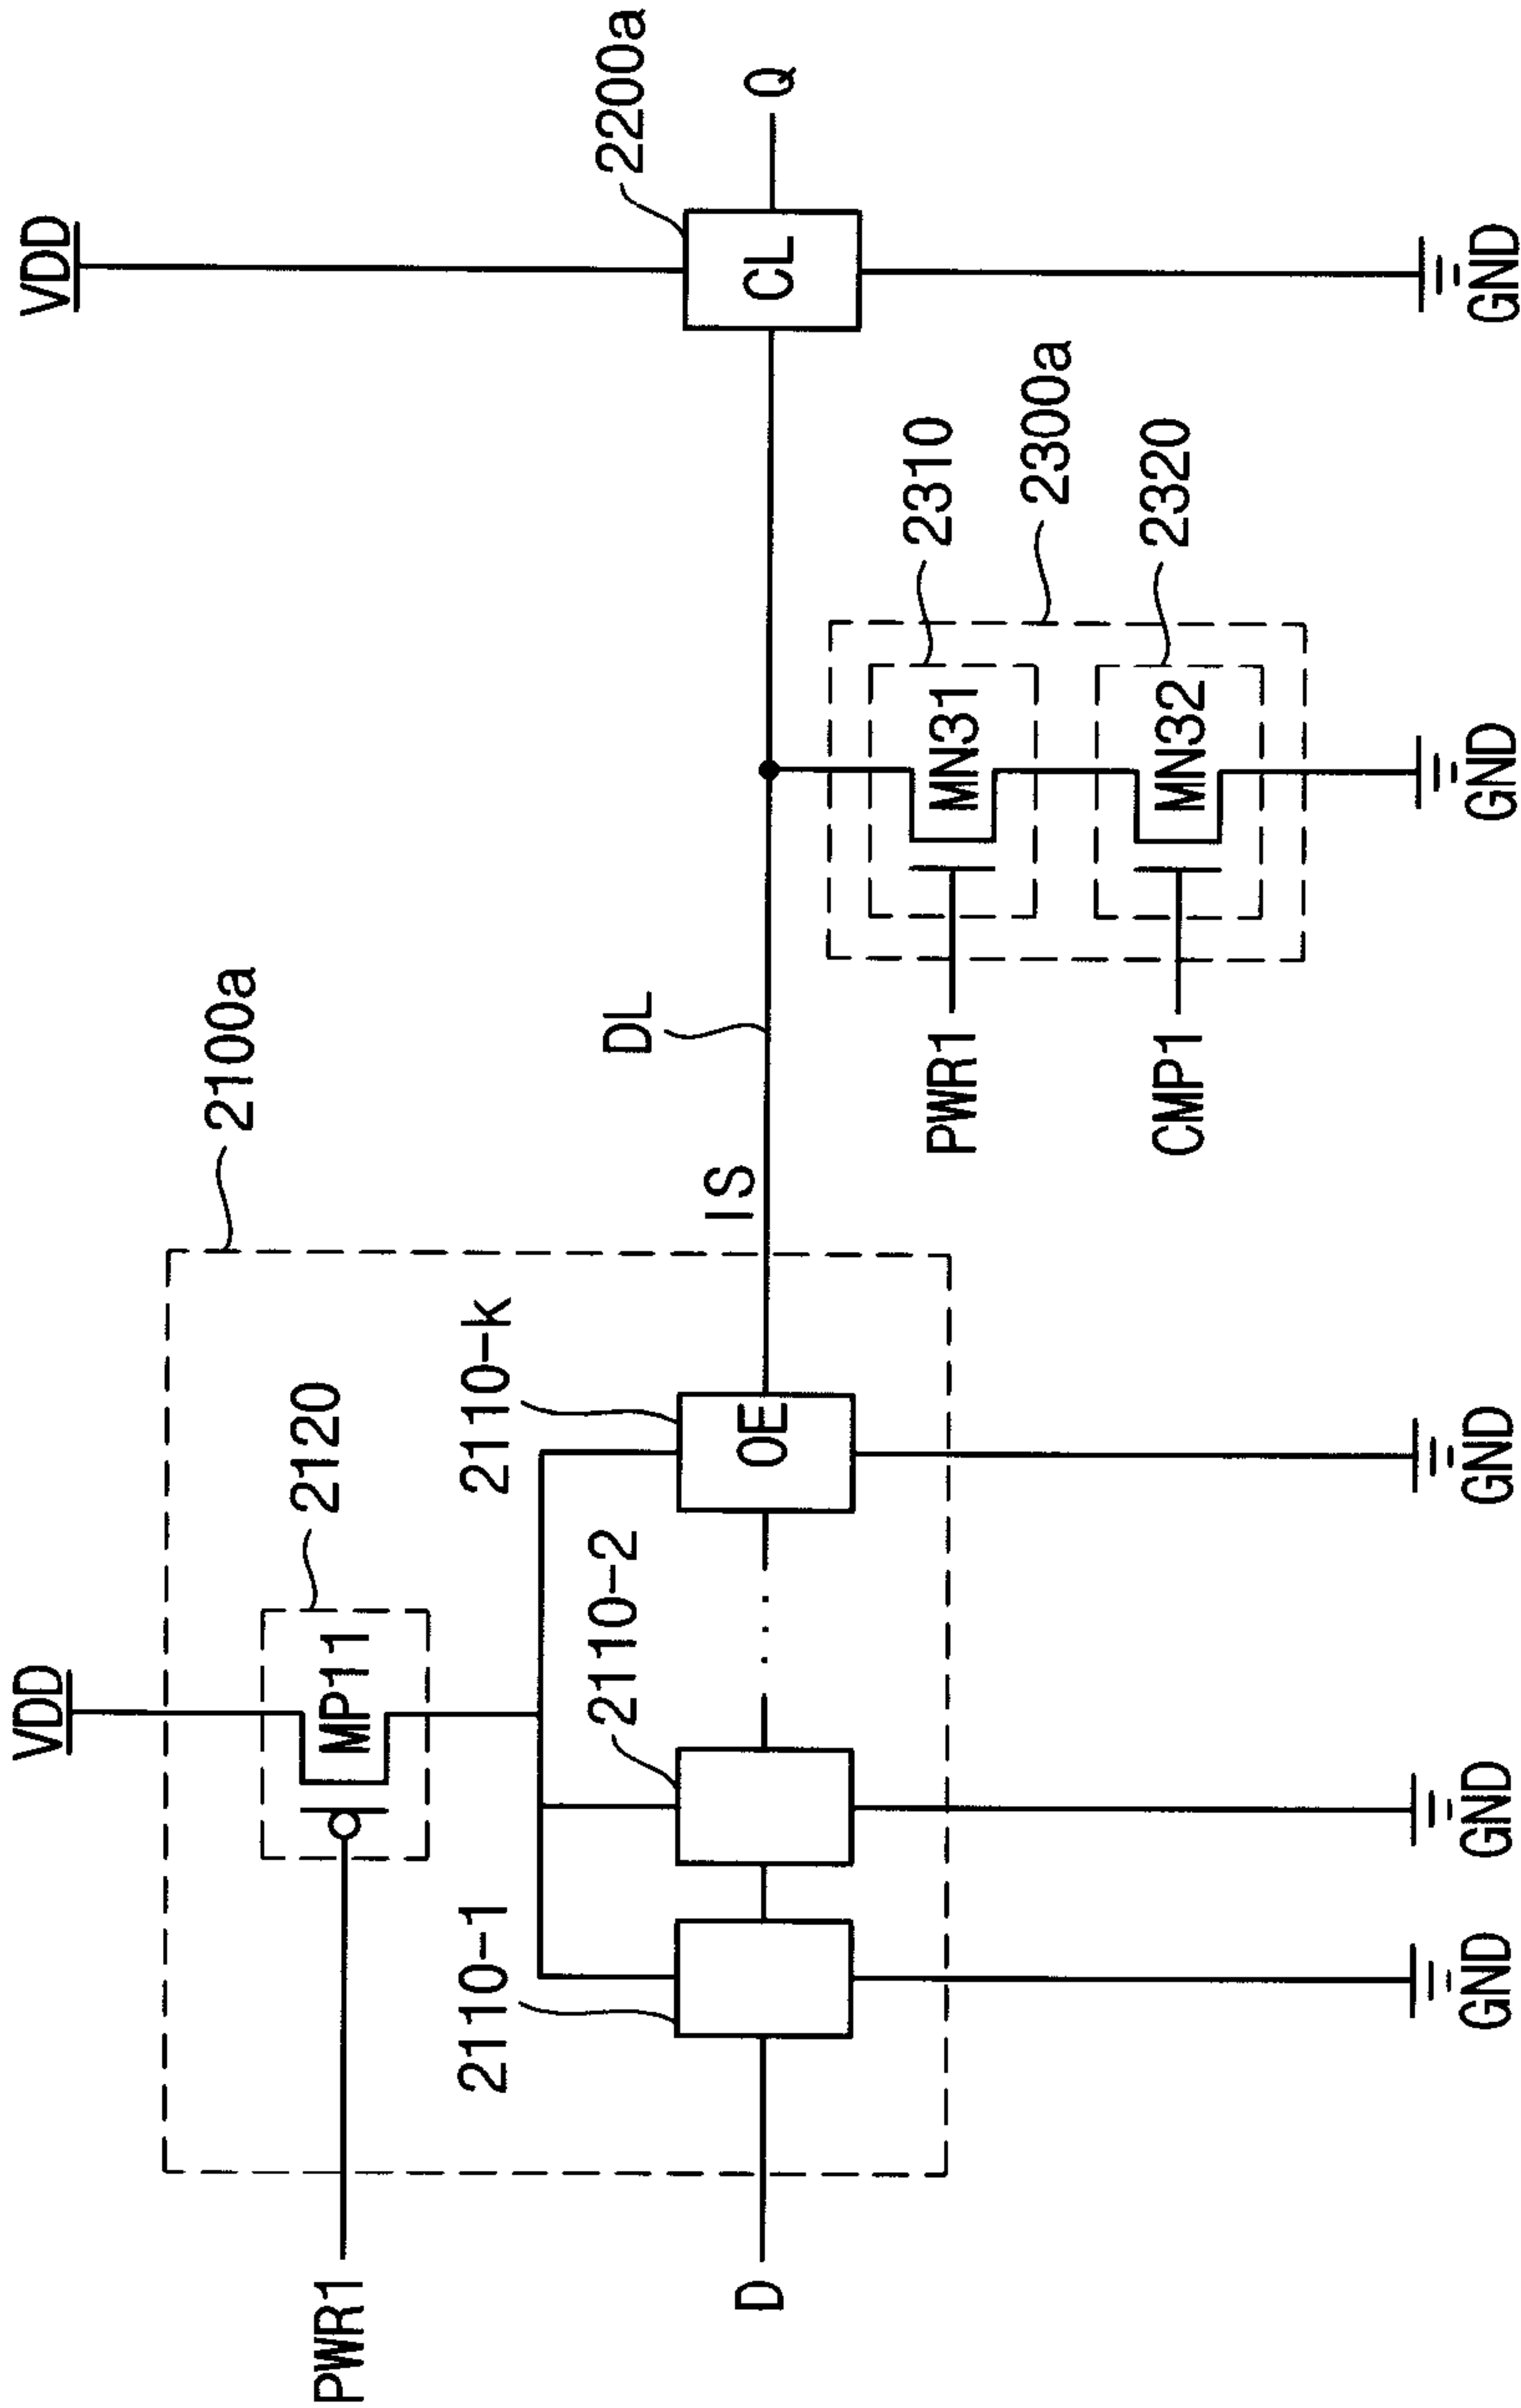 VDD
VDD
2100a
2120
MP11
PWR1
2110-1
2110-2
2110-k
OE
D
IS
DL
2200a
CL
Q
2310
MN31
PWR1
2300a
2320
MN32
CMP1
GND
GND
GND
GND
GND